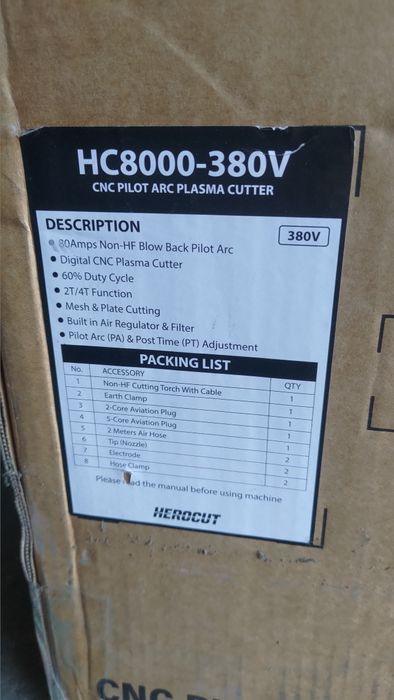 HC8000-380V
CNC PILOT ARC PLASMA CUTTER
DESCRIPTION
380V
• 80Amps Non-HF Blow Back Pilot Arc
• Digital CNC Plasma Cutter
• 60% Duty Cycle
• 2T/4T Function
• Mesh & Plate Cutting
• Built in Air Regulator & Filter
• Pilot Arc (PA) & Post Time (PT) Adjustment
PACKING LIST
No. ACCESSORY QTY
1 Non-HF Cutting Torch With Cable 1
2 Earth Clamp 1
3 2-Core Aviation Plug 1
4 5-Core Aviation Plug 1
5 2 Meters Air Hose 1
6 Tip (Nozzle) 2
7 Electrode 2
8 Hose Clamp 2
Please read the manual before using machine
HEROCUT
CNC